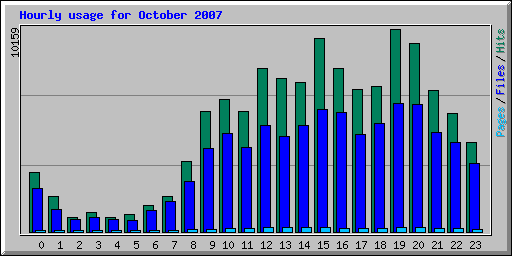 Hourly usage for October 2007
10159
Pages / Files / Hits
0 1 2 3 4 5 6 7 8 9 10 11 12 13 14 15 16 17 18 19 20 21 22 23